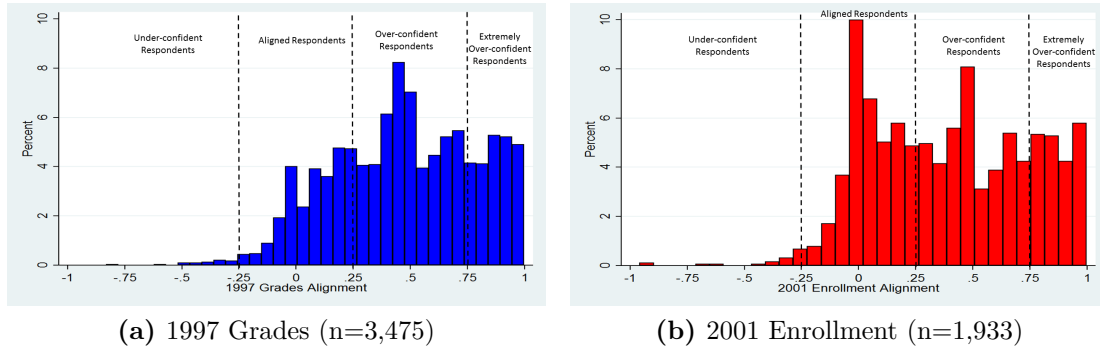 Under-confident
Respondents
Aligned Respondents
Over-confident
Respondents
Extremely
Over-confident
Respondents
10
8
6
4
2
0
Percent
-1
-.75
-.5
-.25
0
.25
.5
.75
1
1997 Grades Alignment
(a) 1997 Grades (n=3,475)
Under-confident
Respondents
Aligned Respondents
Over-confident
Respondents
Extremely
Over-confident
Respondents
10
8
6
4
2
0
Percent
-1
-.75
-.5
-.25
0
.25
.5
.75
1
2001 Enrollment Alignment
(b) 2001 Enrollment (n=1,933)